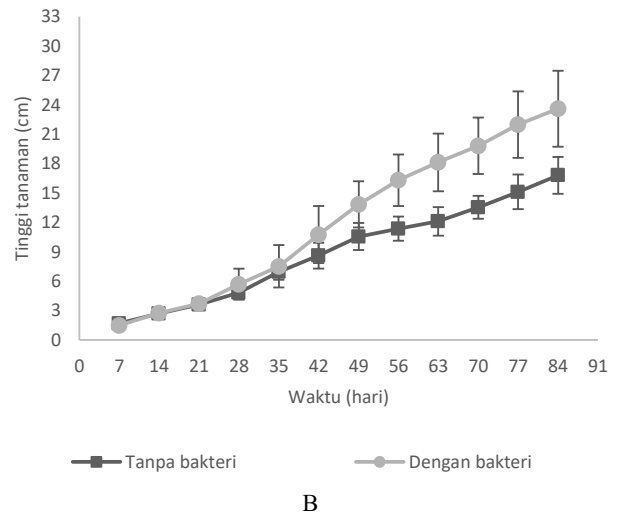 33
30
27
24
21
18
15
12
9
6
3
0
Tinggi tanaman (cm)
0 7 14 21 28 35 42 49 56 63 70 77 84 91
Waktu (hari)
Tanpa bakteri Dengan bakteri
B